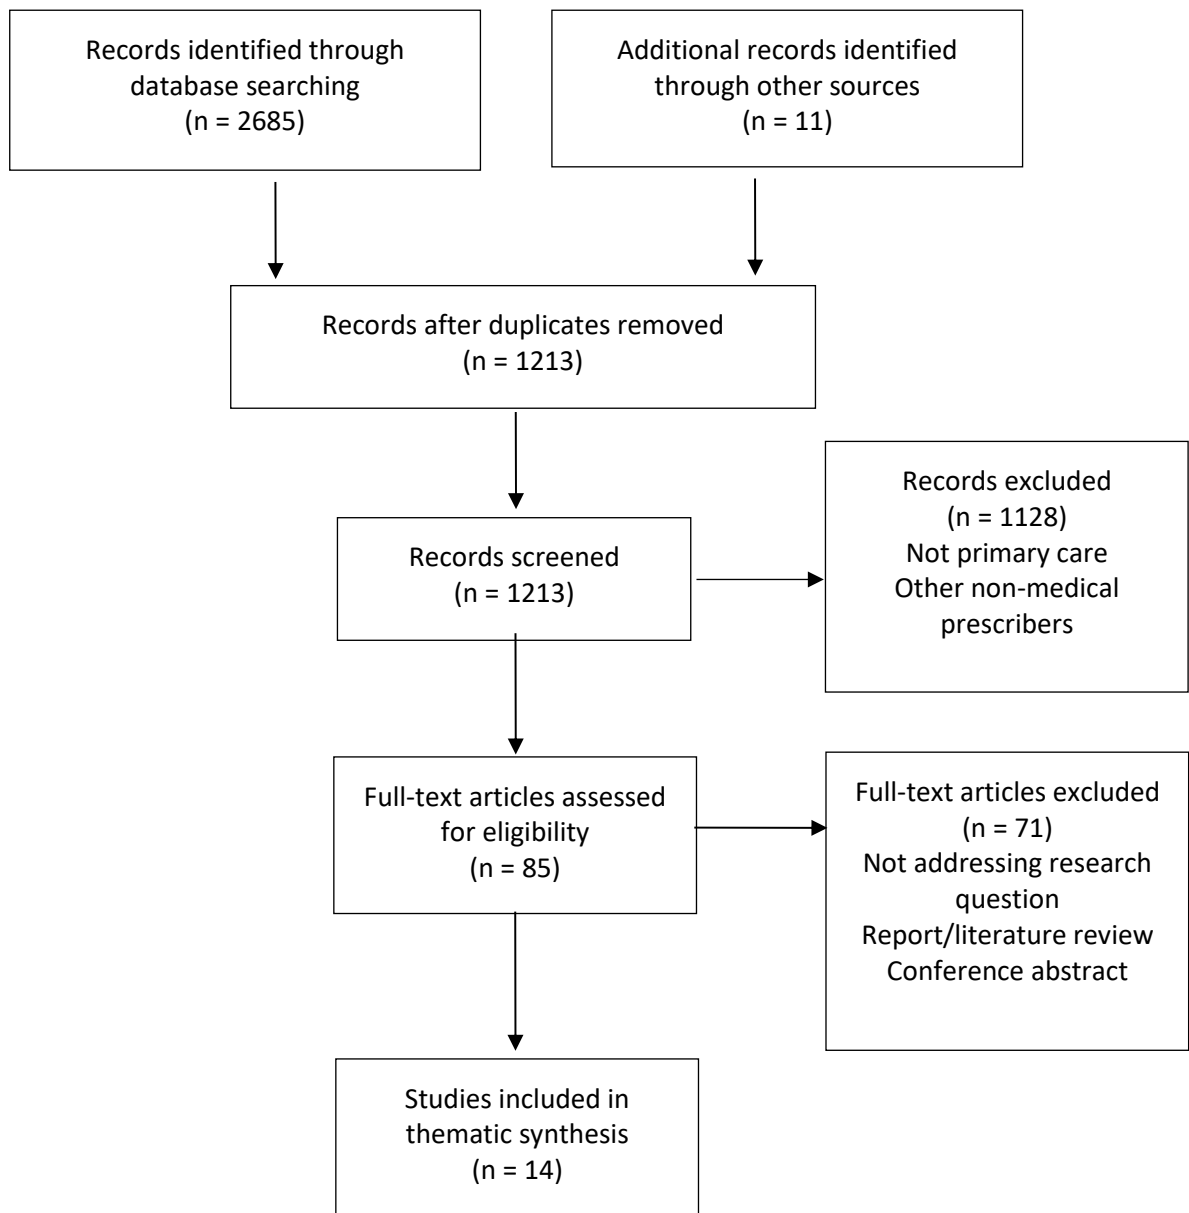 Records identified through
database searching
(n = 2685)
Additional records identified
through other sources
(n = 11)
Records after duplicates removed
(n = 1213)
Records screened
(n = 1213)
Records excluded
(n = 1128)
Not primary care
Other non-medical
prescribers
Full-text articles assessed
for eligibility
(n = 85)
Full-text articles excluded
(n = 71)
Not addressing research
question
Report/literature review
Conference abstract
Studies included in
thematic synthesis
(n = 14)